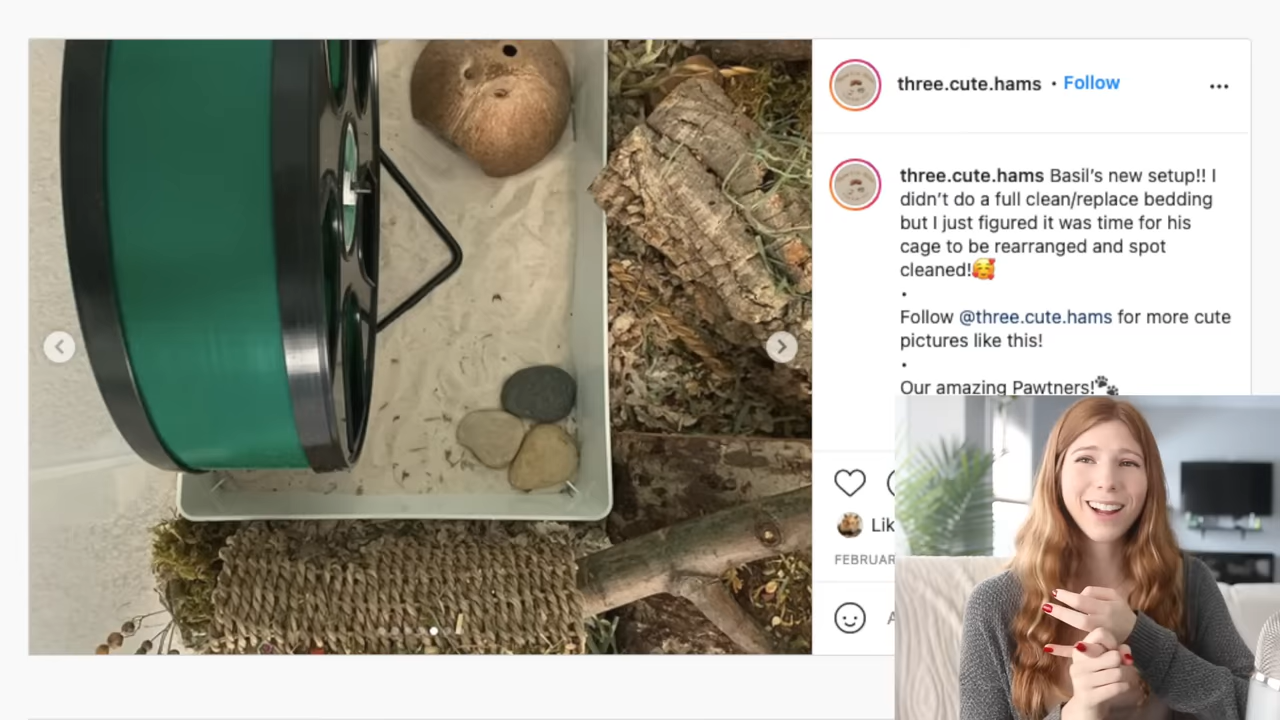 three.cute.hams • Follow
three.cute.hams Basil's new setup!! I
didn't do a full clean/replace bedding
but I just figured it was time for his
cage to be rearranged and spot
cleaned!🥰
•
Follow @three.cute.hams for more cute
pictures like this!
•
Our amazing Pawtners!🐾
Lik
FEBRUAR